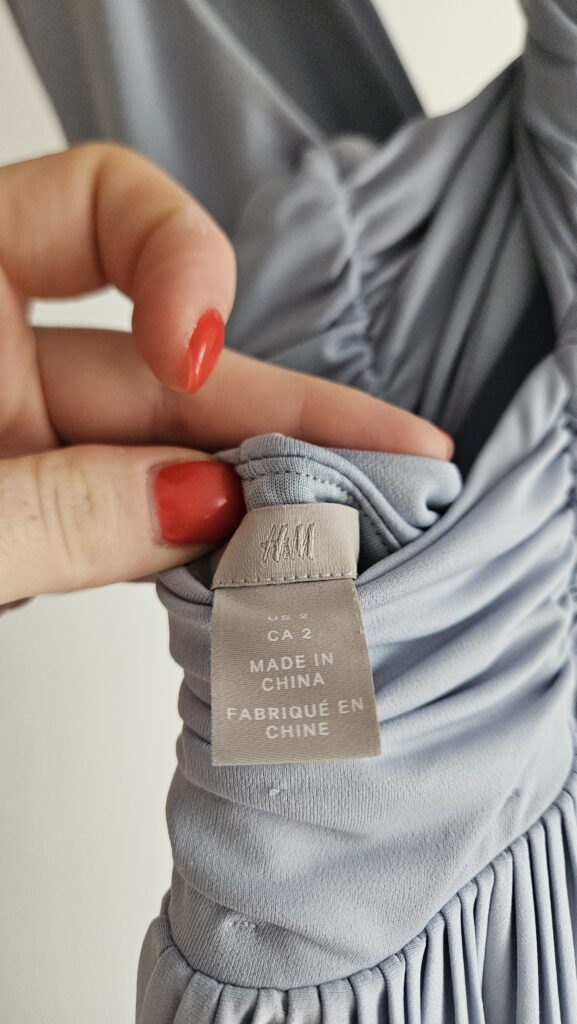 H&M
US 2
CA 2
MADE IN
CHINA
FABRIQUÉ EN
CHINE